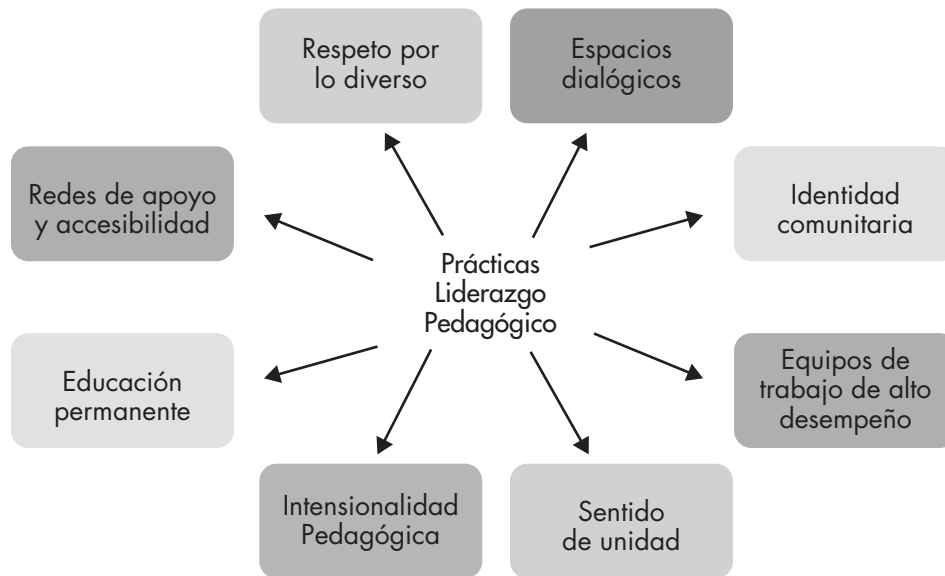 Respeto por
lo diverso
Espacios
dialógicos
Redes de apoyo
y accesibilidad
Identidad
comunitaria
Prácticas
Liderazgo
Pedagógico
Educación
permanente
Equipos de
trabajo de alto
desempeño
Intensionalidad
Pedagógica
Sentido
de unidad